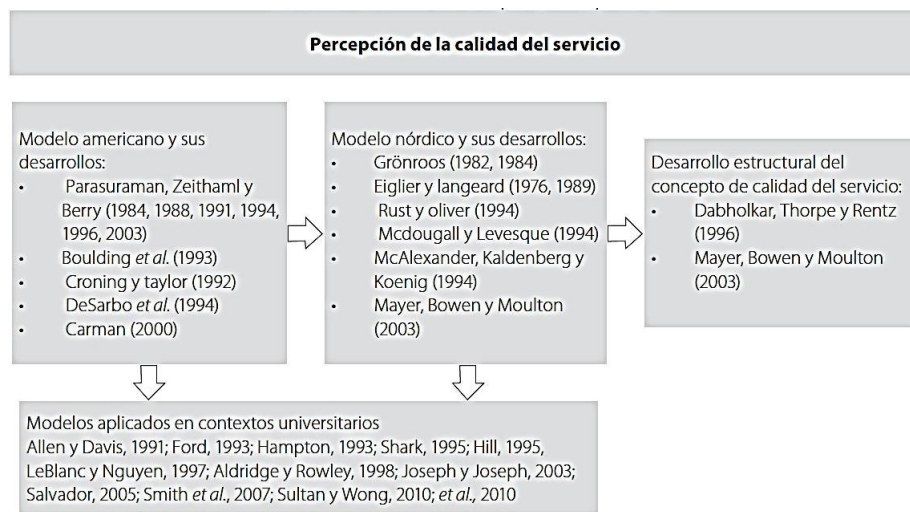 Percepción de la calidad del servicio
Modelo americano y sus
desarrollos:
• Parasuraman, Zeithaml y
Berry (1984, 1988, 1991, 1994,
1996, 2003)
• Boulding et al. (1993)
• Croning y taylor (1992)
• DeSarbo et al. (1994)
• Carman (2000)
Modelo nórdico y sus desarrollos:
• Grönroos (1982, 1984)
• Eiglier y langeard (1976, 1989)
• Rust y oliver (1994)
• Mcdougall y Levesque (1994)
• McAlexander, Kaldenberg y
Koenig (1994)
• Mayer, Bowen y Moulton
(2003)
Desarrollo estructural del
concepto de calidad del servicio:
• Dabholkar, Thorpe y Rentz
(1996)
• Mayer, Bowen y Moulton
(2003)
Modelos aplicados en contextos universitarios
Allen y Davis, 1991; Ford, 1993; Hampton, 1993; Shark, 1995; Hill, 1995,
LeBlanc y Nguyen, 1997; Aldridge y Rowley, 1998; Joseph y Joseph, 2003;
Salvador, 2005; Smith et al., 2007; Sultan y Wong, 2010; et al., 2010